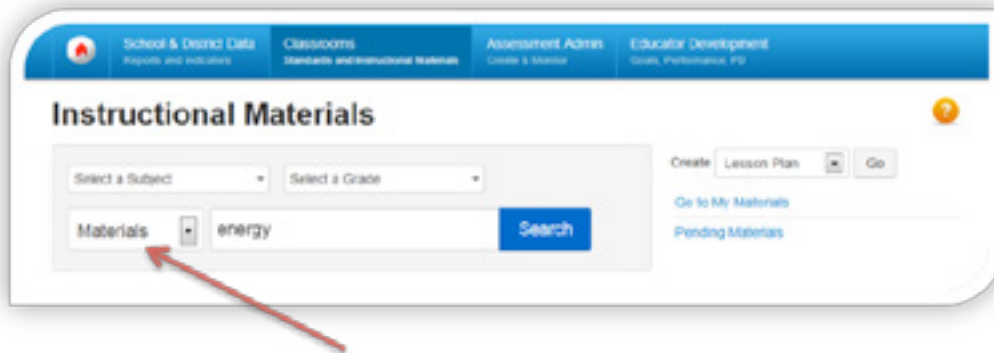 School & District Data Classrooms Assessment Admin Educator Development
Reports and Indicators Standards and Instructional Materials Create & Monitor Goals, Performance, PD
Instructional Materials
?
Select a Subject Select a Grade
Create Lesson Plan Go
Materials energy Search
Go to My Materials
Pending Materials